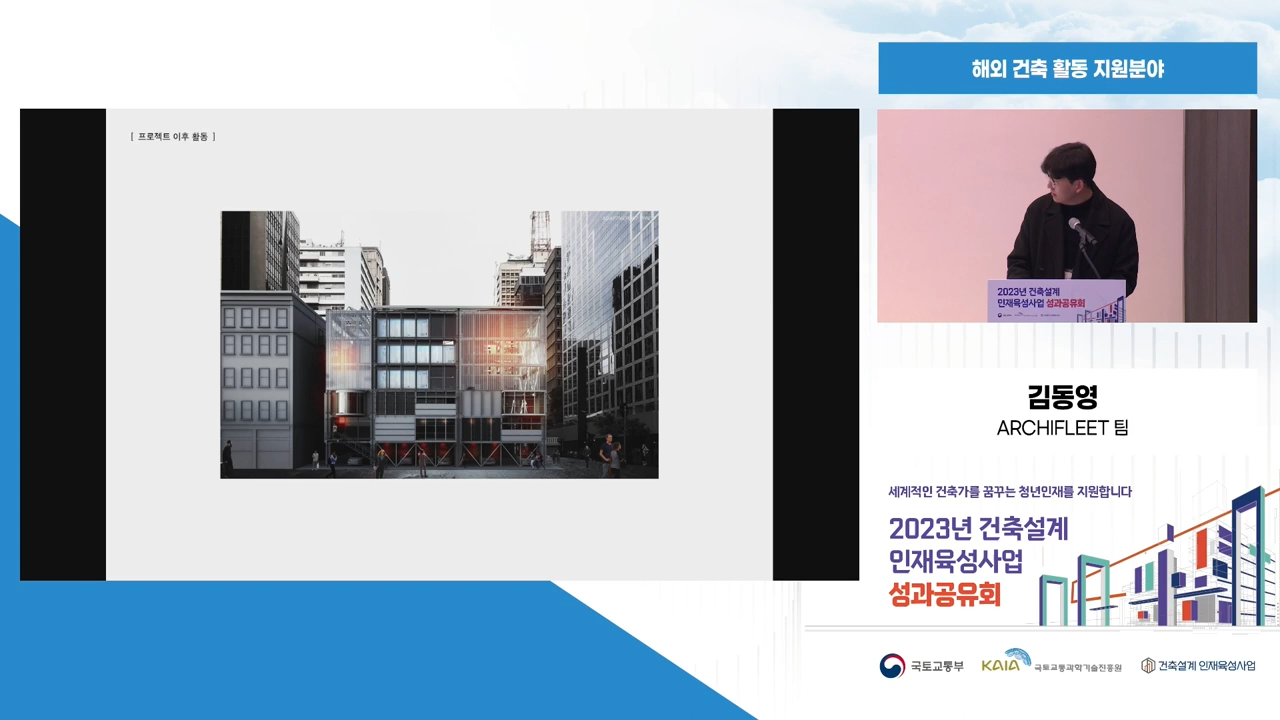 해외 건축 활동 지원분야
[ 프로젝트 이후 활동 ]
2023년 건축설계
인재육성사업 성과공유회
김동영
ARCHIFLEET 팀
세계적인 건축가를 꿈꾸는 청년인재를 지원합니다
2023년 건축설계
인재육성사업
성과공유회
국토교통부
KAIA 국토교통과학기술진흥원
건축설계 인재육성사업